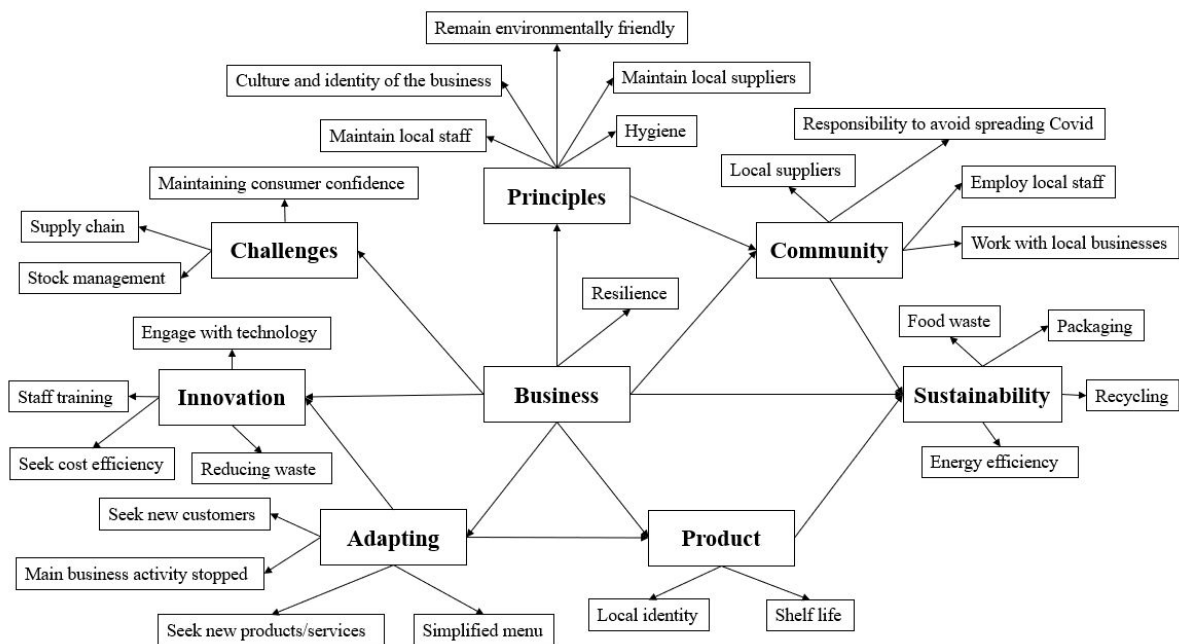 Remain environmentally friendly
Culture and identity of the business
Maintain local suppliers
Maintain local staff
Hygiene
Responsibility to avoid spreading Covid
Local suppliers
Maintaining consumer confidence
Principles
Employ local staff
Supply chain
Challenges
Community
Work with local businesses
Stock management
Resilience
Engage with technology
Food waste
Packaging
Staff training
Innovation
Business
Sustainability
Recycling
Seek cost efficiency
Reducing waste
Energy efficiency
Seek new customers
Adapting
Product
Main business activity stopped
Local identity
Shelf life
Seek new products/services
Simplified menu